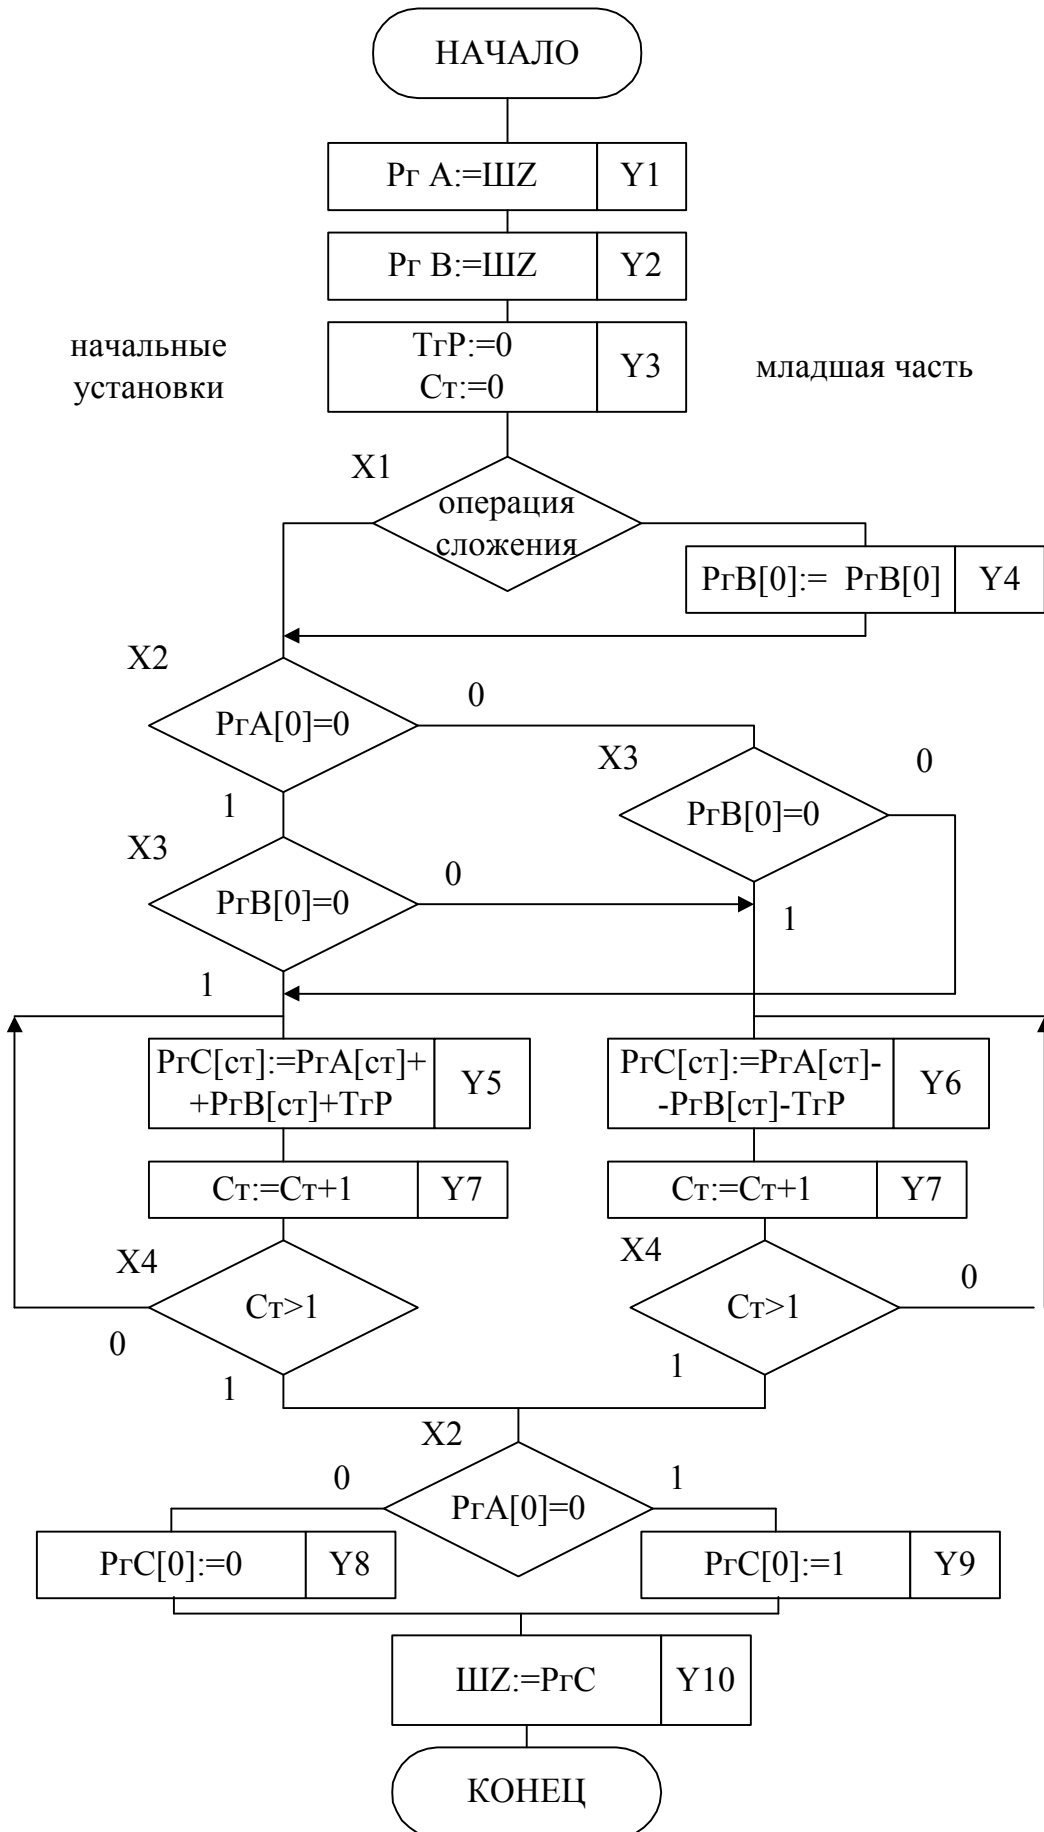 НАЧАЛО
Рг А:=ШZ
Y1
Рг В:=ШZ
Y2
начальные
установки
ТгР:=0
Ст:=0
Y3
младшая часть
X1
операция
сложения
РгВ[0]:= РгВ[0]
Y4
X2
РгА[0]=0
0
1
X3
РгВ[0]=0
0
X3
РгВ[0]=0
0
1
1
РгС[ст]:=РгА[ст]+
+РгВ[ст]+ТгР
Y5
РгС[ст]:=РгА[ст]-
-РгВ[ст]-ТгР
Y6
Ст:=Ст+1
Y7
Ст:=Ст+1
Y7
X4
Ст>1
0
1
X4
Ст>1
0
1
X2
0
РгА[0]=0
1
РгС[0]:=0
Y8
РгС[0]:=1
Y9
ШZ:=РгС
Y10
КОНЕЦ